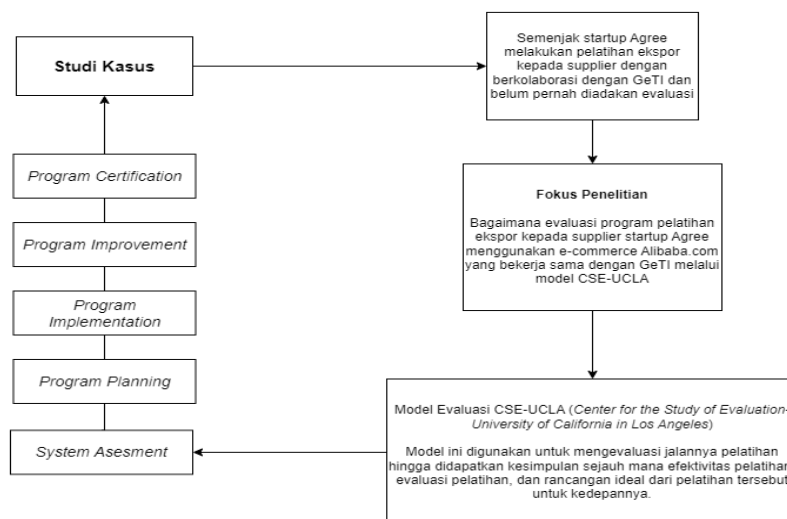 Studi Kasus
Semenjak startup Agree
melakukan pelatihan ekspor
kepada supplier dengan
berkolaborasi dengan GeTI dan
belum pernah diadakan evaluasi
Fokus Penelitian
Bagaimana evaluasi program pelatihan
ekspor kepada supplier startup Agree
menggunakan e-commerce Alibaba.com
yang bekerja sama dengan GeTI melalui
model CSE-UCLA
Model Evaluasi CSE-UCLA (Center for the Study of Evaluation-
University of California in Los Angeles)
Model ini digunakan untuk mengevaluasi jalannya pelatihan
hingga didapatkan kesimpulan sejauh mana efektivitas pelatihan,
evaluasi pelatihan, dan rancangan ideal dari pelatihan tersebut
untuk kedepannya.
Program Certification
Program Improvement
Program
Implementation
Program Planning
System Asesment